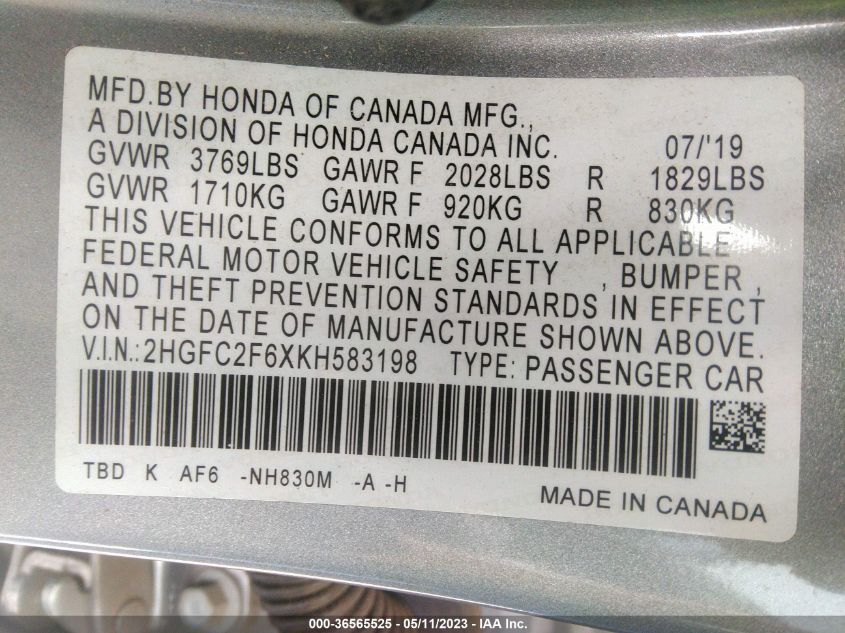 MFD.BY HONDA OF CANADA MFG.,
A DIVISION OF HONDA CANADA INC. 07/'19
GVWR 3769LBS GAWR F 2028LBS R 1829LBS
GVWR 1710KG GAWR F 920KG R 830KG
THIS VEHICLE CONFORMS TO ALL APPLICABLE
FEDERAL MOTOR VEHICLE SAFETY , BUMPER ,
AND THEFT PREVENTION STANDARDS IN EFFECT
ON THE DATE OF MANUFACTURE SHOWN ABOVE.
V.I.N.:2HGFC2F6XKH583198 TYPE: PASSENGER CAR
TBD K AF6 -NH830M -A -H
MADE IN CANADA
000-36565525 - 05/11/2023 - IAA Inc.